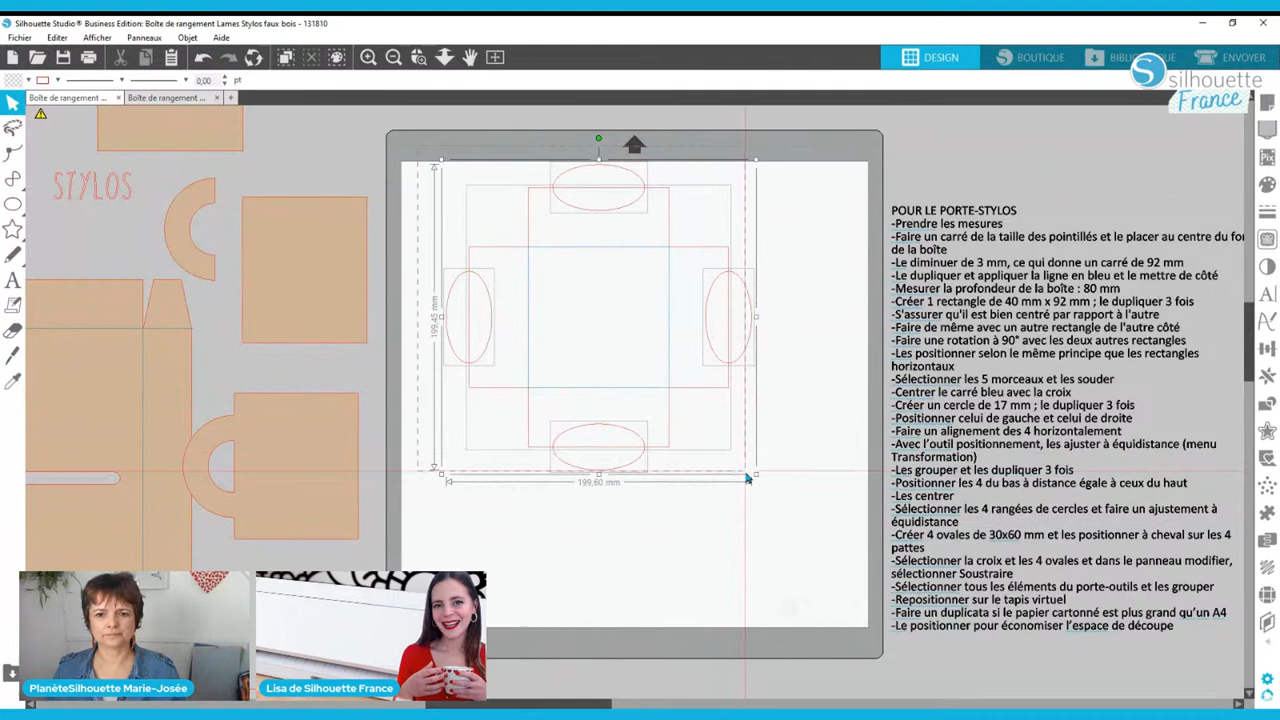 Silhouette Studio® Business Edition: Boîte de rangement Lames Stylos faux bois - 131810
Fichier Editer Afficher Panneaux Objet Aide
DESIGN BOUTIQUE ENVOYER
silhouette
France
0,00 pt
Boîte de rangement ... Boîte de rangement ...
STYLOS
199,45 mm
199,60 mm
POUR LE PORTE-STYLOS
-Prendre les mesures
-Faire un carré de la taille des pointillés et le placer au centre du fo
de la boîte
-Le diminuer de 3 mm, ce qui donne un carré de 92 mm
-Le dupliquer et appliquer la ligne en bleu et le mettre de côté
-Mesurer la profondeur de la boîte : 80 mm
-Créer 1 rectangle de 40 mm x 92 mm ; le dupliquer 3 fois
-S'assurer qu'il est bien centré par rapport à l'autre
-Faire de même avec un autre rectangle de l'autre côté
-Faire une rotation à 90° avec les deux autres rectangles
-Les positionner selon le même principe que les rectangles
horizontaux
-Sélectionner les 5 morceaux et les souder
-Centrer le carré bleu avec la croix
-Créer un cercle de 17 mm ; le dupliquer 3 fois
-Positionner celui de gauche et celui de droite
-Faire un alignement des 4 horizontalement
-Avec l'outil positionnement, les ajuster à équidistance (menu
Transformation)
-Les grouper et les dupliquer 3 fois
-Positionner les 4 du bas à distance égale à ceux du haut
-Les centrer
-Sélectionner les 4 rangées de cercles et faire un ajustement à
équidistance
-Créer 4 ovales de 30x60 mm et les positionner à cheval sur les 4
pattes
-Sélectionner la croix et les 4 ovales et dans le panneau modifier,
sélectionner Soustraire
-Sélectionner tous les éléments du porte-outils et les grouper
-Repositionner sur le tapis virtuel
-Faire un duplicata si le papier cartonné est plus grand qu'un A4
-Le positionner pour économiser l'espace de découpe
PlanèteSilhouette Marie-Josée
Lisa de Silhouette France